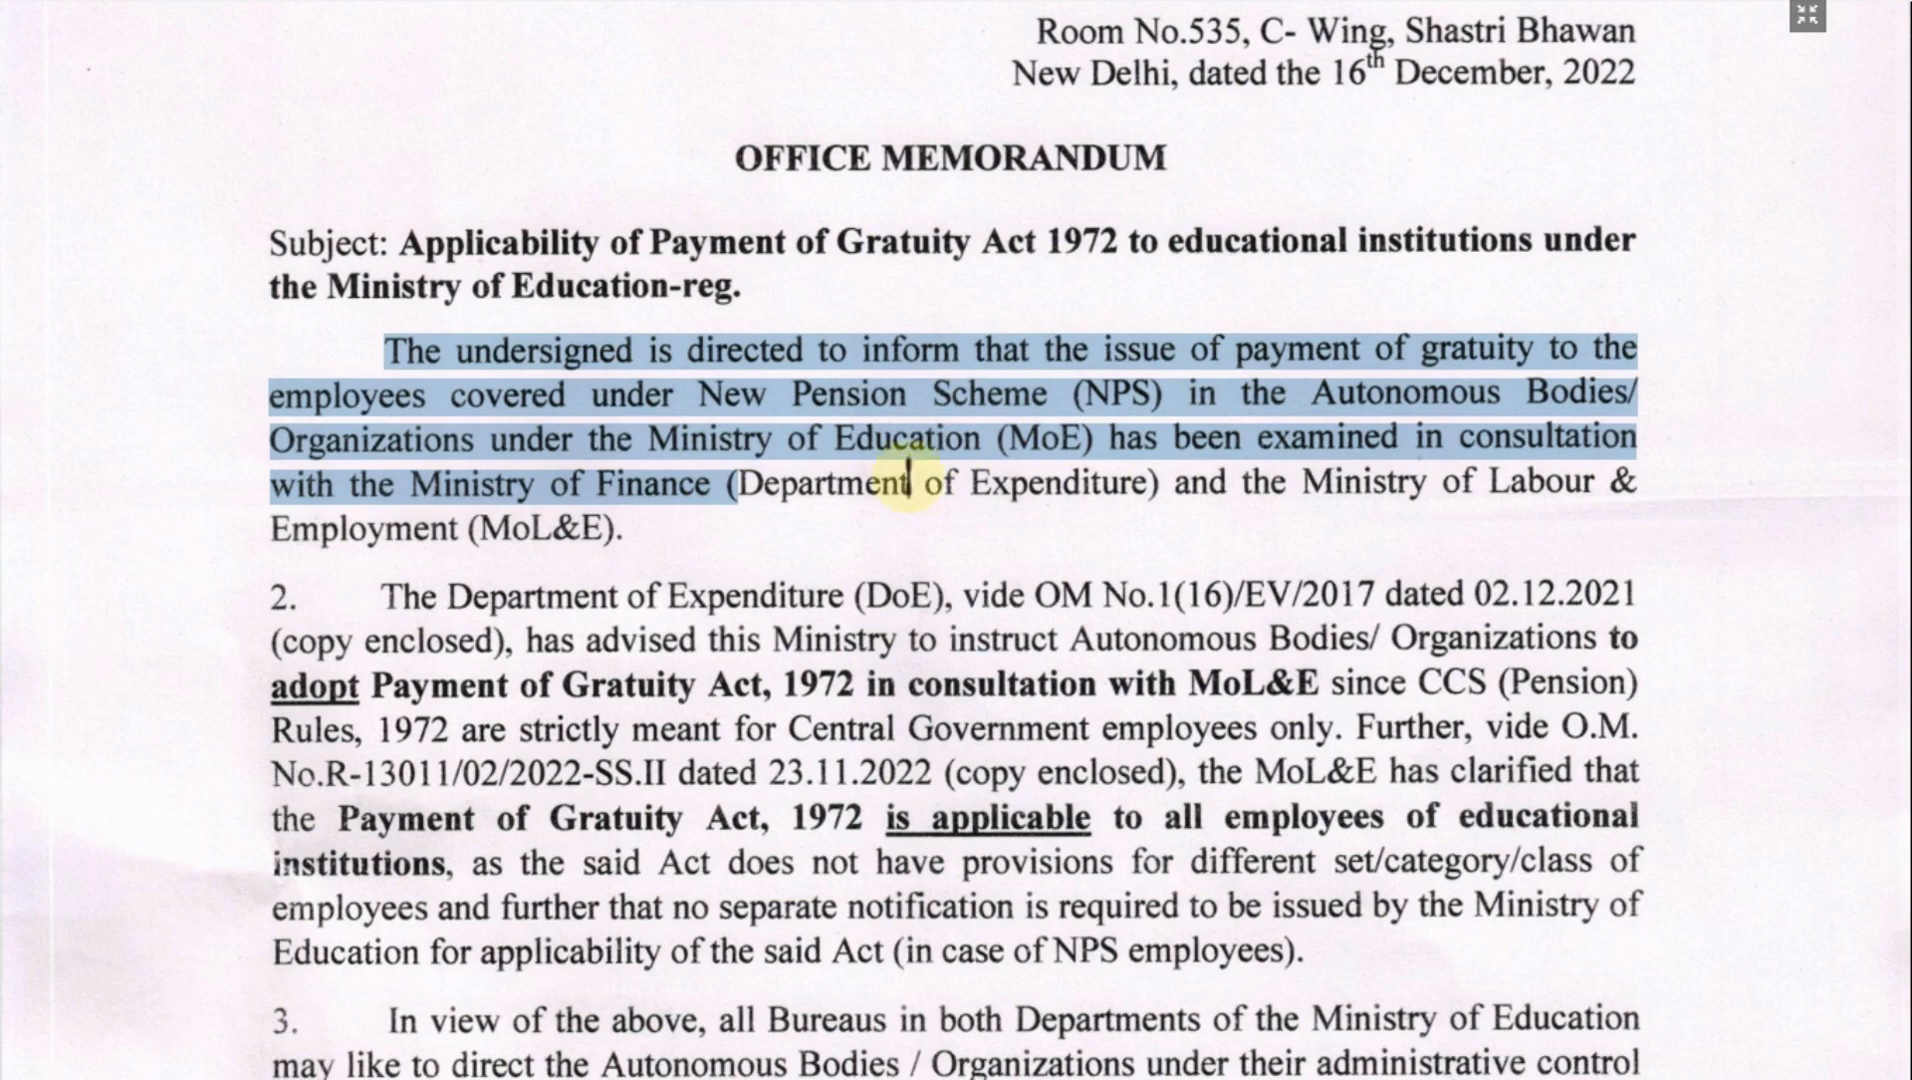 Room No.535, C- Wing, Shastri Bhawan
New Delhi, dated the 16th December, 2022
OFFICE MEMORANDUM
Subject: Applicability of Payment of Gratuity Act 1972 to educational institutions under
the Ministry of Education-reg.
The undersigned is directed to inform that the issue of payment of gratuity to the
employees covered under New Pension Scheme (NPS) in the Autonomous Bodies/
Organizations under the Ministry of Education (MoE) has been examined in consultation
with the Ministry of Finance (Department of Expenditure) and the Ministry of Labour &
Employment (MoL&E).
2. The Department of Expenditure (DoE), vide OM No.1(16)/EV/2017 dated 02.12.2021
(copy enclosed), has advised this Ministry to instruct Autonomous Bodies/ Organizations to
adopt Payment of Gratuity Act, 1972 in consultation with MoL&E since CCS (Pension)
Rules, 1972 are strictly meant for Central Government employees only. Further, vide O.M.
No.R-13011/02/2022-SS.II dated 23.11.2022 (copy enclosed), the MoL&E has clarified that
the Payment of Gratuity Act, 1972 is applicable to all employees of educational
institutions, as the said Act does not have provisions for different set/category/class of
employees and further that no separate notification is required to be issued by the Ministry of
Education for applicability of the said Act (in case of NPS employees).
3. In view of the above, all Bureaus in both Departments of the Ministry of Education
may like to direct the Autonomous Bodies / Organizations under their administrative control